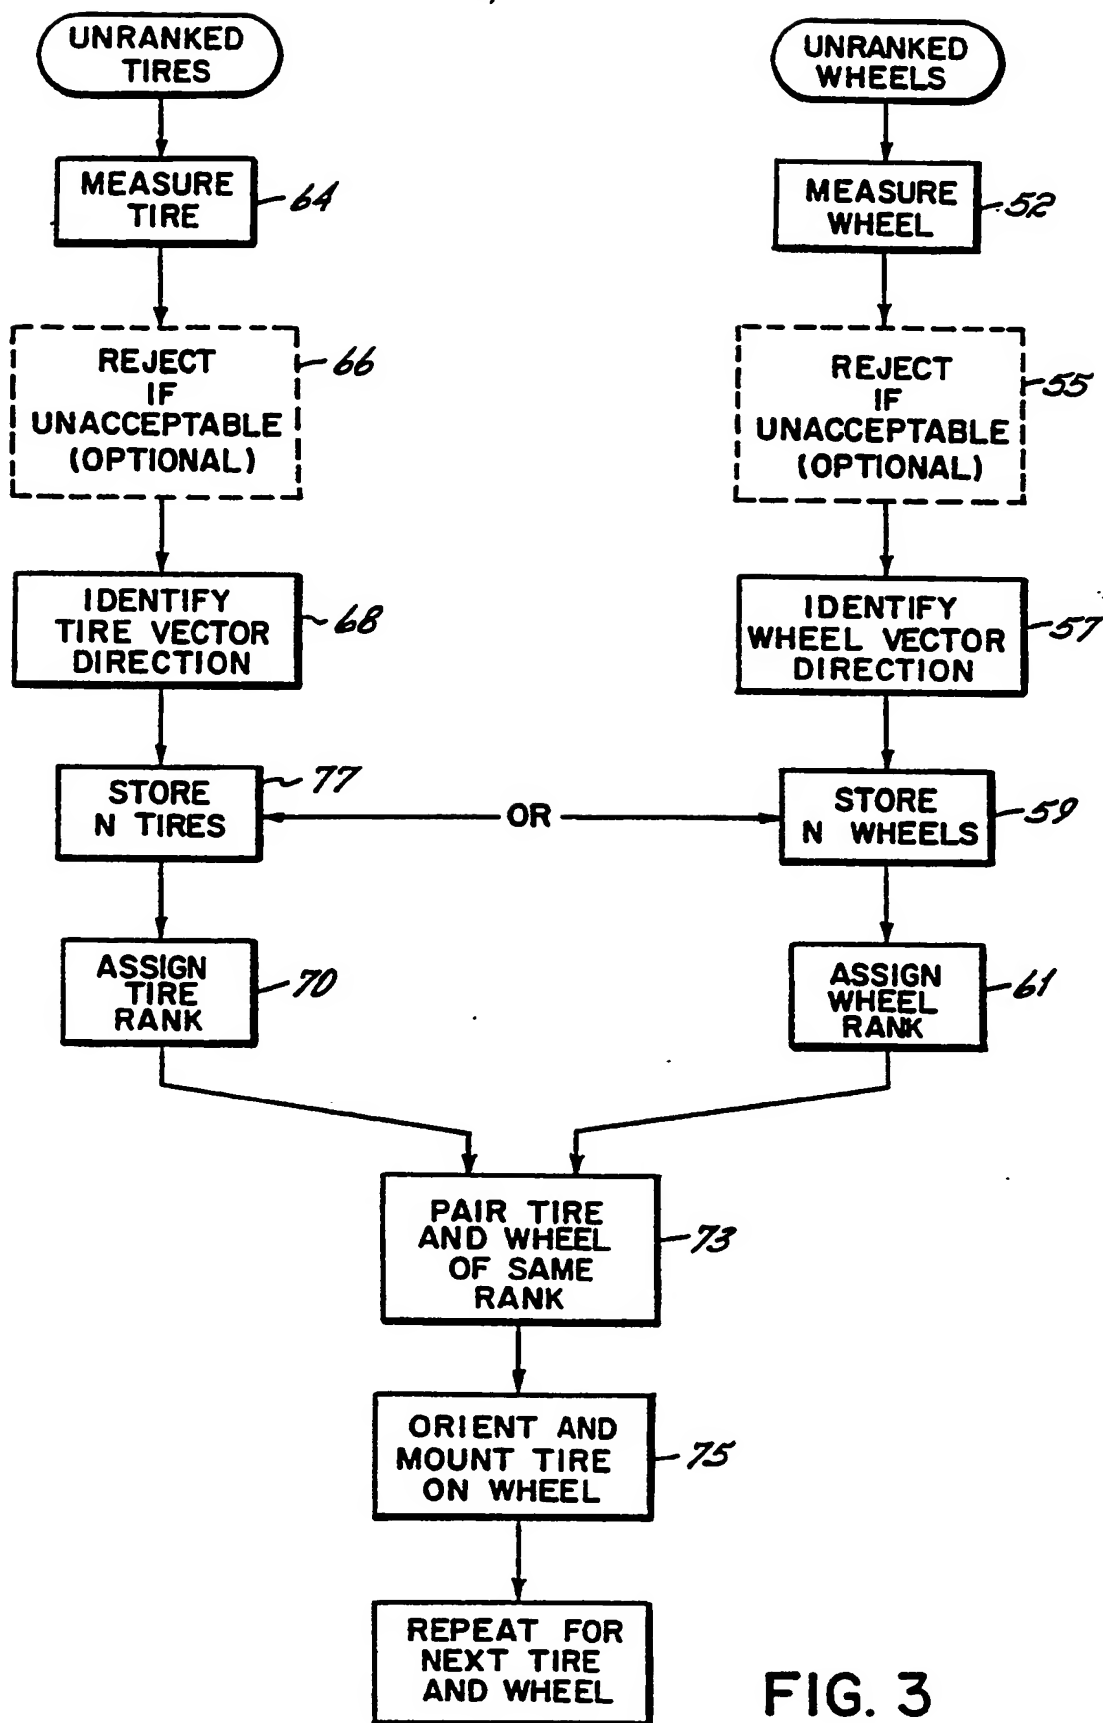 UNRANKED
TIRES
MEASURE
TIRE
64
REJECT
IF
UNACCEPTABLE
(OPTIONAL)
66
IDENTIFY
TIRE VECTOR
DIRECTION
68
STORE
N TIRES
77
OR
ASSIGN
TIRE
RANK
70
UNRANKED
WHEELS
MEASURE
WHEEL
52
REJECT
IF
UNACCEPTABLE
(OPTIONAL)
55
IDENTIFY
WHEEL VECTOR
DIRECTION
57
STORE
N WHEELS
59
ASSIGN
WHEEL
RANK
61
PAIR TIRE
AND WHEEL
OF SAME
RANK
73
ORIENT AND
MOUNT TIRE
ON WHEEL
75
REPEAT FOR
NEXT TIRE
AND WHEEL
FIG. 3